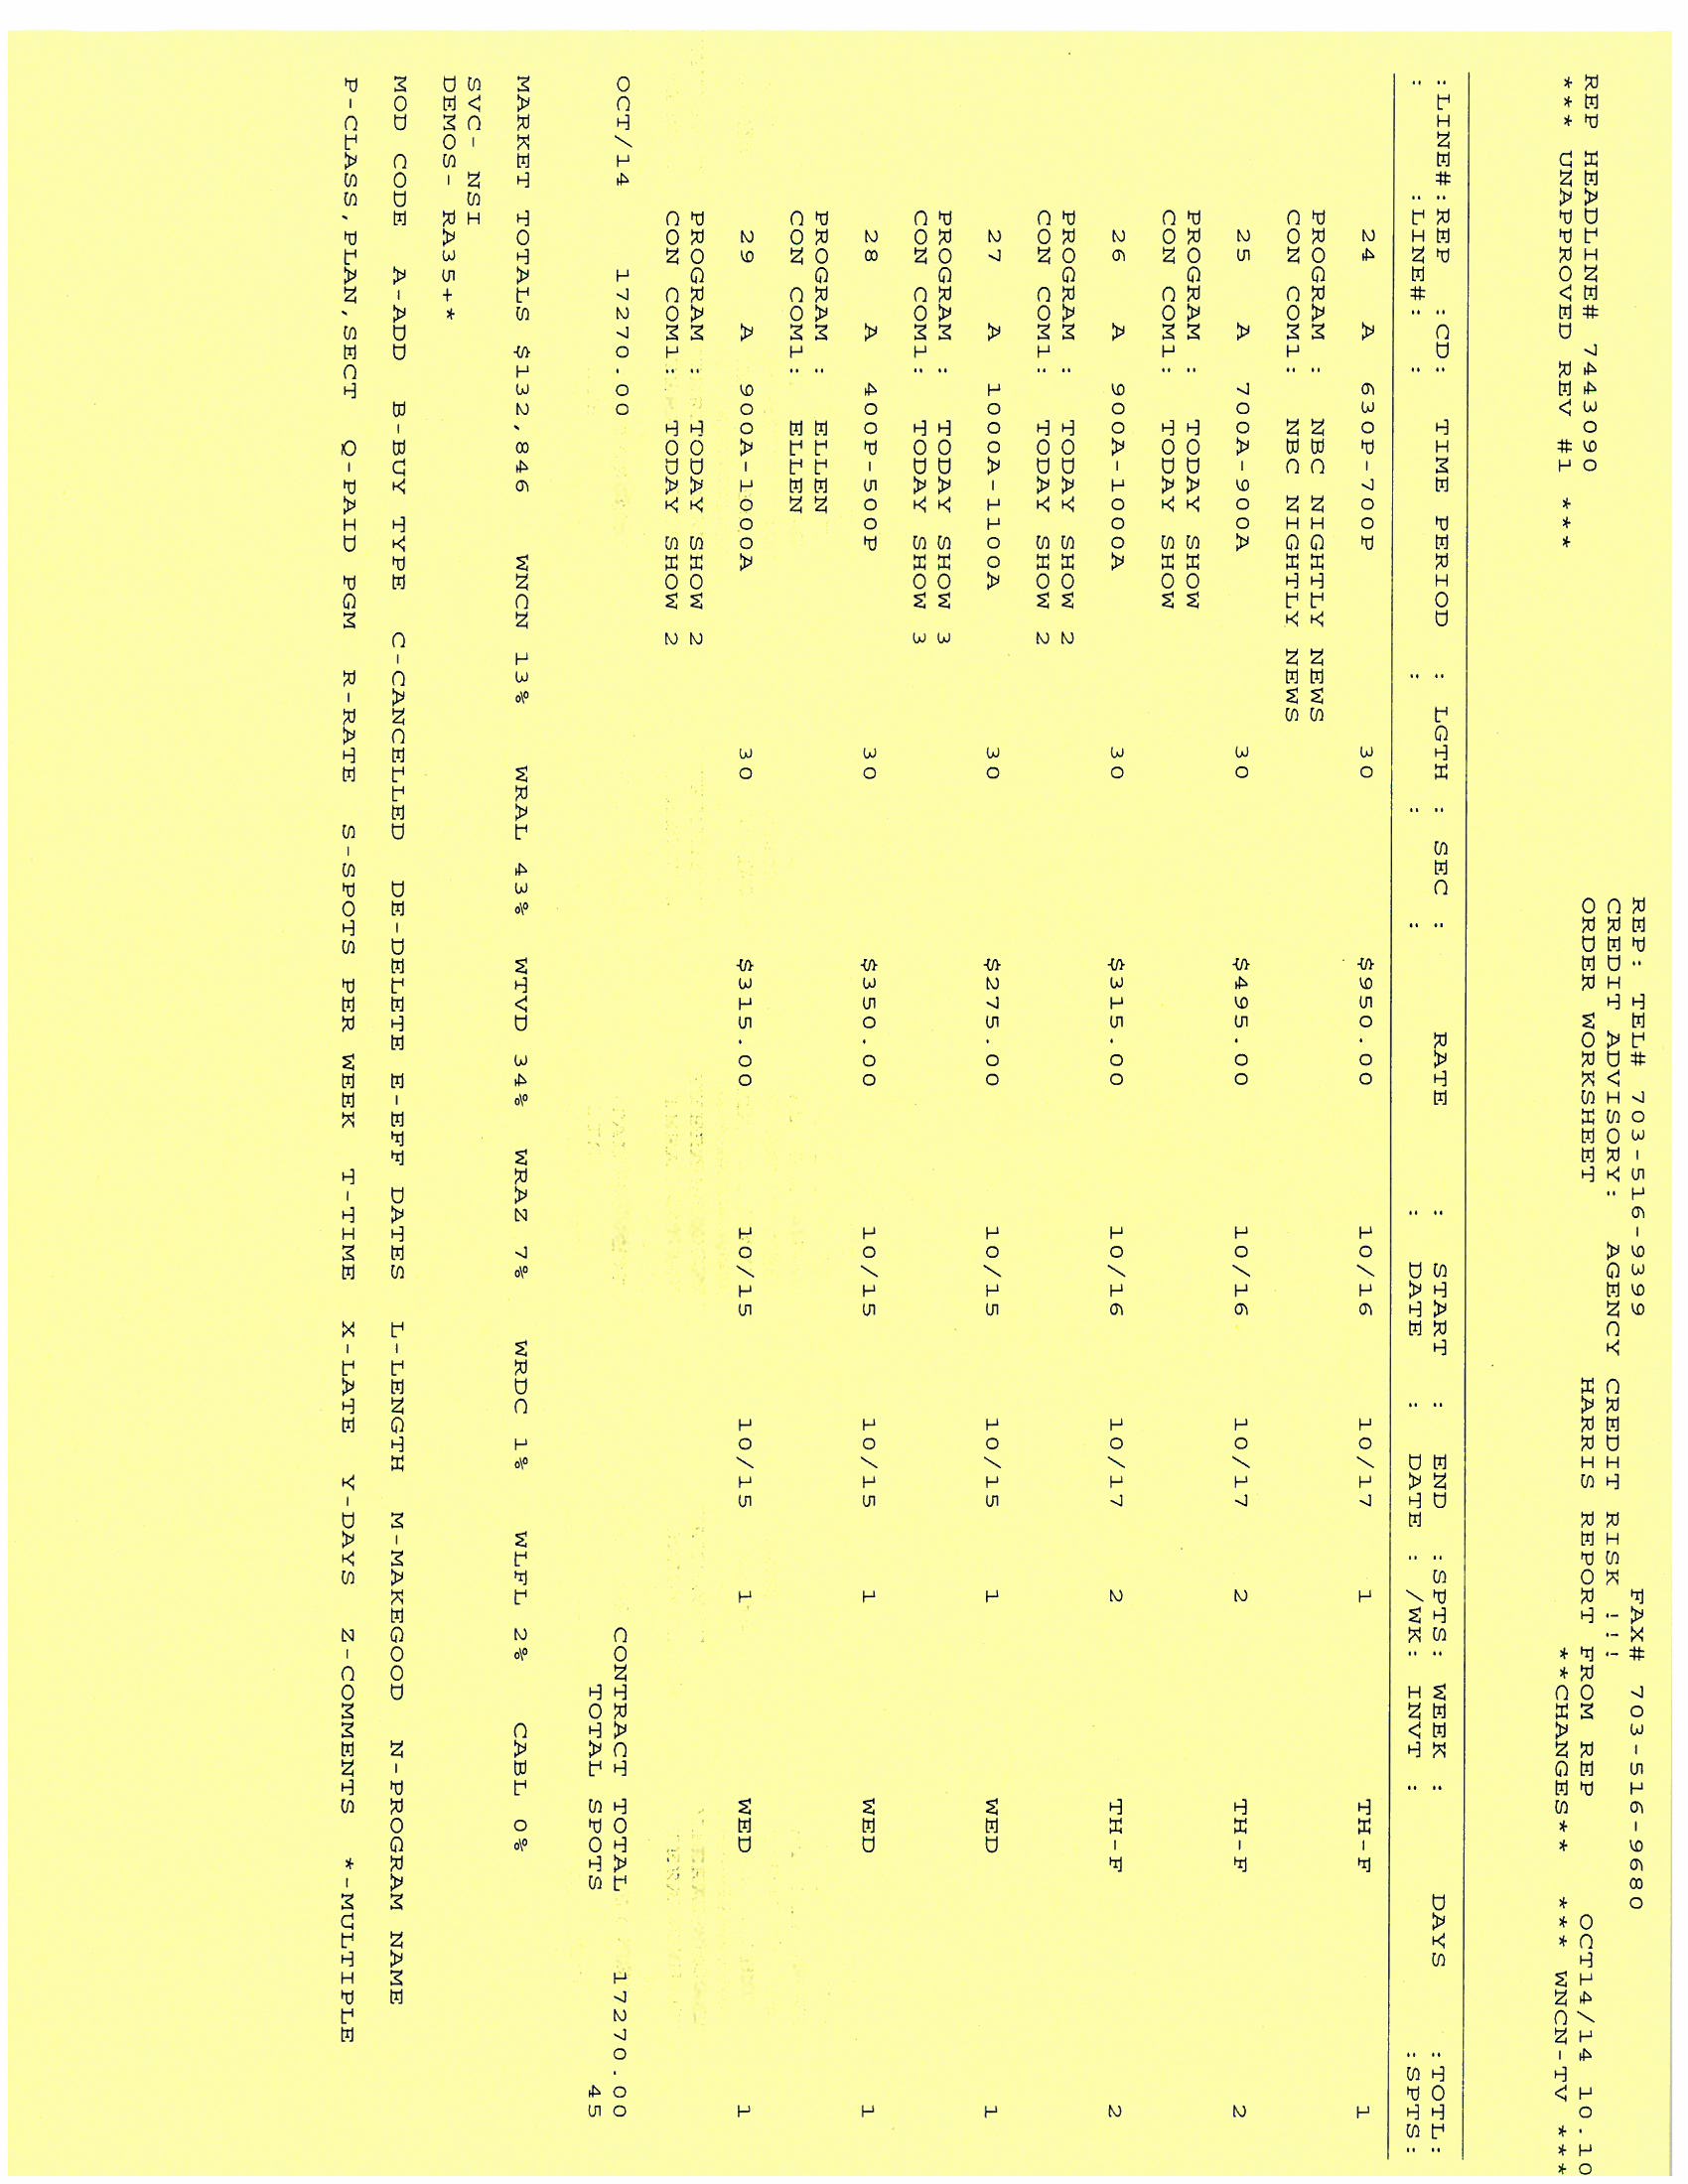 REP: TEL# 703-516-9399 FAX# 703-516-9680
CREDIT ADVISORY: AGENCY CREDIT RISK !!!
REP HEADLINE# 7443090 ORDER WORKSHEET HARRIS REPORT FROM REP OCT14/14 10.10
*** UNAPPROVED REV #1 *** **CHANGES** *** WNCN-TV ***
:LINE#:REP :CD: TIME PERIOD : LGTH : SEC : RATE : START : END :SPTS: WEEK : DAYS :TOTL:
: :LINE#: : : : : DATE : DATE : /WK: INVT : :SPTS:
24 A 630P-700P 30 $950.00 10/16 10/17 1 TH-F 1
PROGRAM : NBC NIGHTLY NEWS
CON COM1: NBC NIGHTLY NEWS
25 A 700A-900A 30 $495.00 10/16 10/17 2 TH-F 2
PROGRAM : TODAY SHOW
CON COM1: TODAY SHOW
26 A 900A-1000A 30 $315.00 10/16 10/17 2 TH-F 2
PROGRAM : TODAY SHOW 2
CON COM1: TODAY SHOW 2
27 A 1000A-1100A 30 $275.00 10/15 10/15 1 WED 1
PROGRAM : TODAY SHOW 3
CON COM1: TODAY SHOW 3
28 A 400P-500P 30 $350.00 10/15 10/15 1 WED 1
PROGRAM : ELLEN
CON COM1: ELLEN
29 A 900A-1000A 30 $315.00 10/15 10/15 1 WED 1
PROGRAM : TODAY SHOW 2
CON COM1: TODAY SHOW 2
OCT/14 17270.00 CONTRACT TOTAL 17270.00
TOTAL SPOTS 45
MARKET TOTALS $132,846 WNCN 13% WRAL 43% WTVD 34% WRAZ 7% WRDC 1% WLFL 2% CABL 0%
SVC- NSI
DEMOS- RA35+*
MOD CODE A-ADD B-BUY TYPE C-CANCELLED DE-DELETE E-EFF DATES L-LENGTH M-MAKEGOOD N-PROGRAM NAME
P-CLASS,PLAN,SECT Q-PAID PGM R-RATE S-SPOTS PER WEEK T-TIME X-LATE Y-DAYS Z-COMMENTS *-MULTIPLE